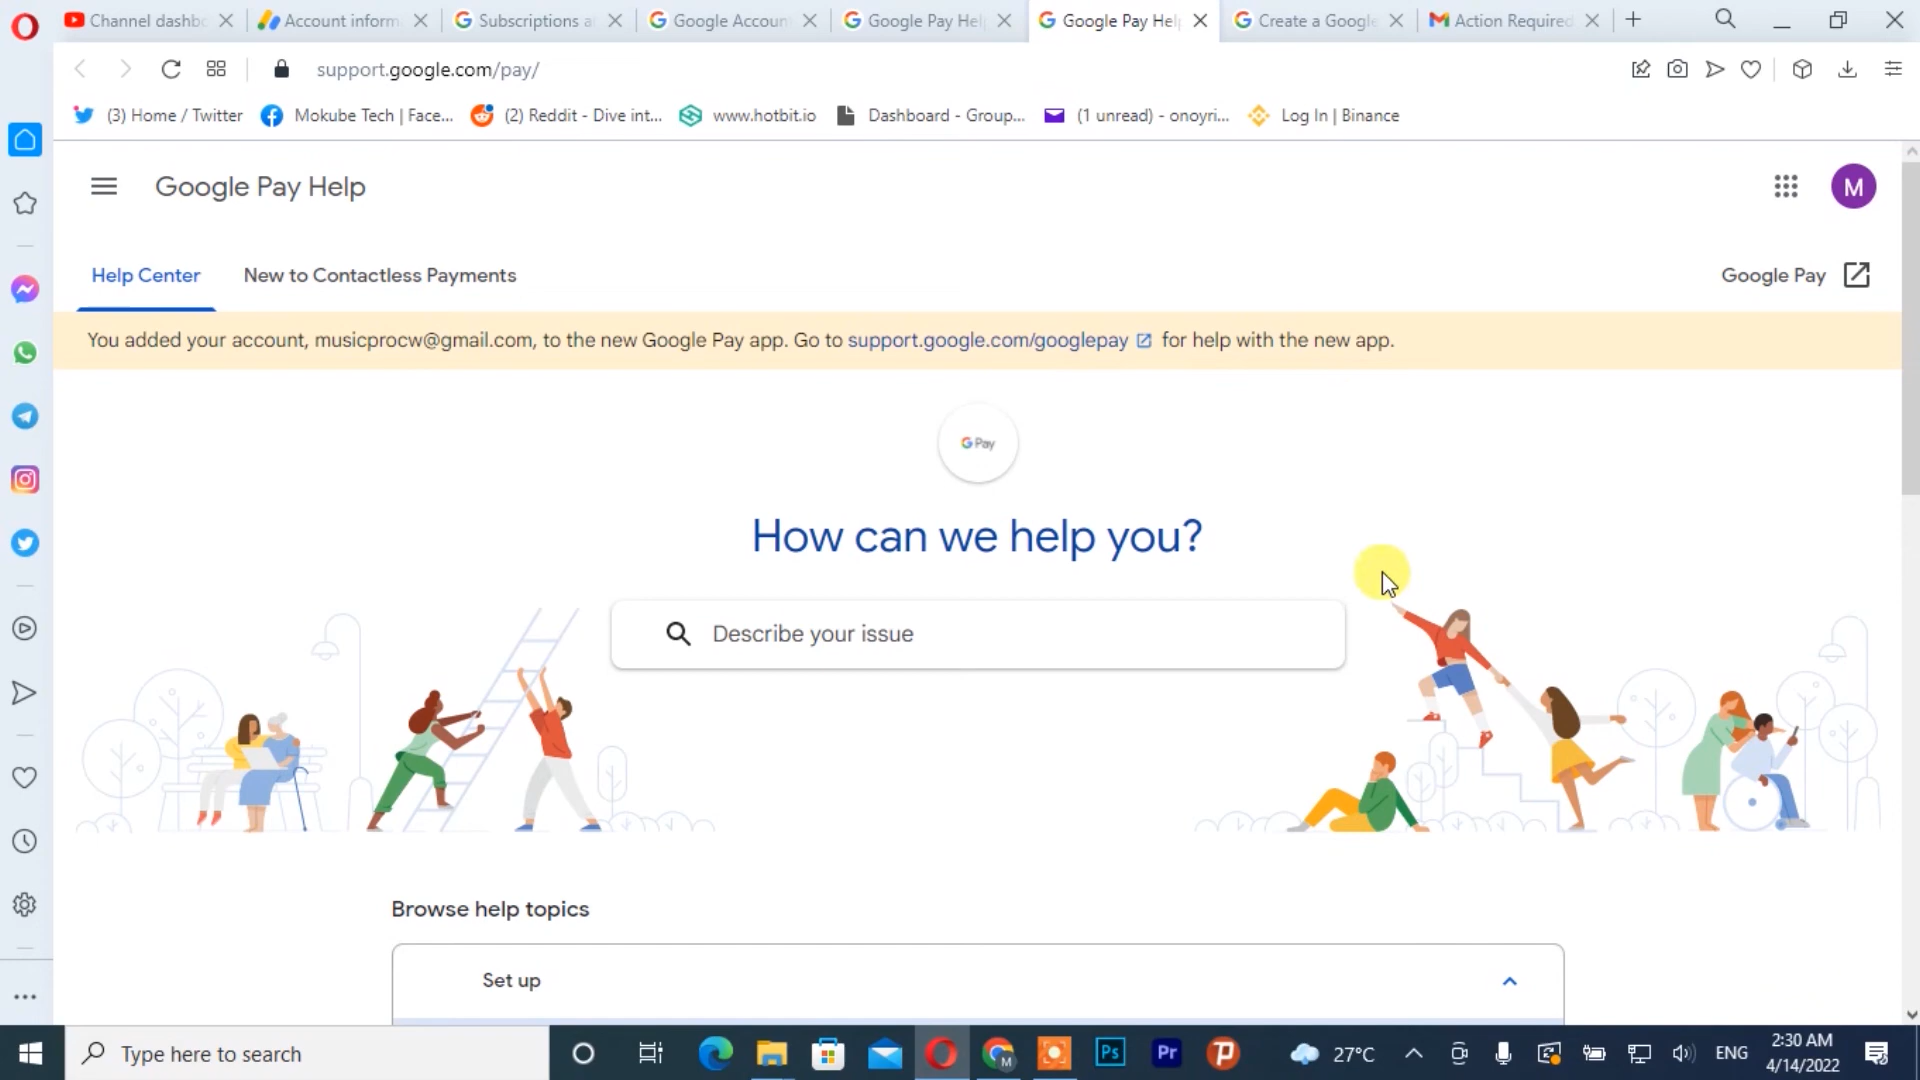 Channel dashbo
Account inform
Subscriptions a
Google Accoun
Google Pay Hel
Google Pay Hel
Create a Google
Action Required
support.google.com/pay/
(3) Home / Twitter
Mokube Tech | Face...
(2) Reddit - Dive int...
www.hotbit.io
Dashboard - Group...
(1 unread) - onoyri...
Log In | Binance
Google Pay Help
M
Help Center
New to Contactless Payments
Google Pay
You added your account, musicprocw@gmail.com, to the new Google Pay app. Go to support.google.com/googlepay for help with the new app.
G Pay
How can we help you?
Describe your issue
Browse help topics
Set up
Type here to search
M
Ps
Pr
27°C
ENG
2:30 AM
4/14/2022